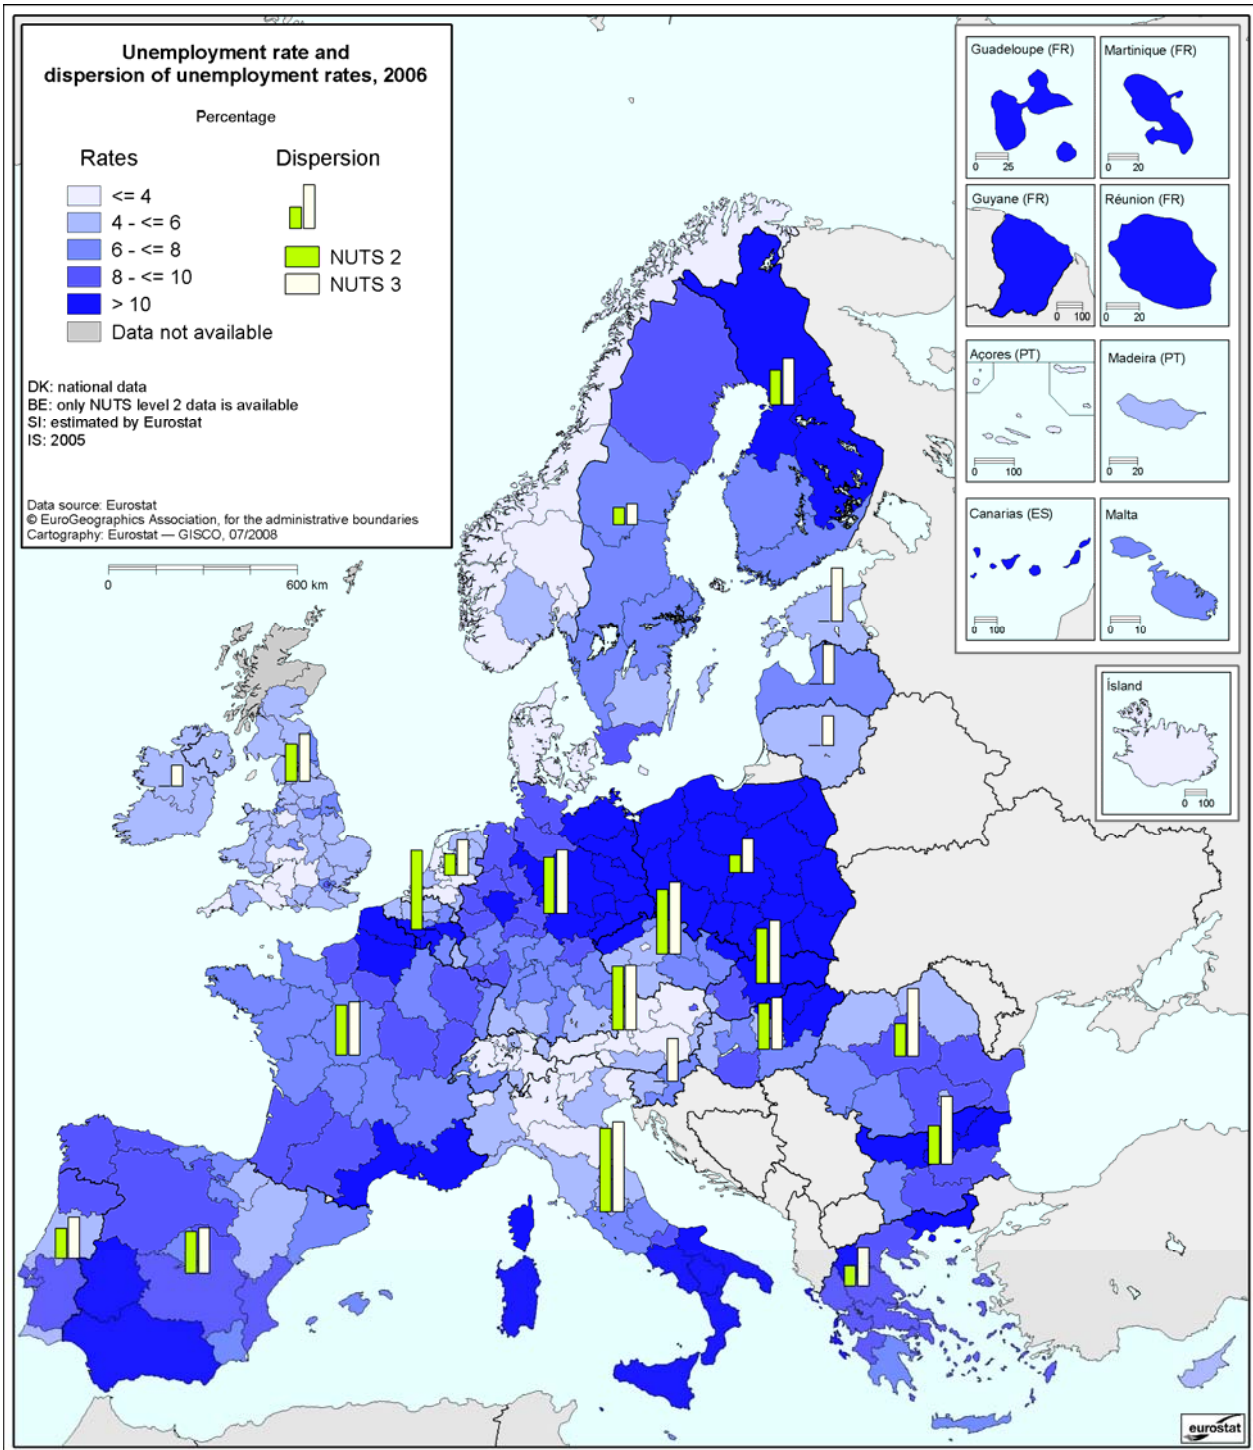 Unemployment rate and
dispersion of unemployment rates, 2006
Percentage
Rates
Dispersion
<= 4
4 - <= 6
6 - <= 8
8 - <= 10
> 10
Data not available
NUTS 2
NUTS 3
DK: national data
BE: only NUTS level 2 data is available
SI: estimated by Eurostat
IS: 2005
Data source: Eurostat
© EuroGeographics Association, for the administrative boundaries
Cartography: Eurostat — GISCO, 07/2008
0 600 km
Guadeloupe (FR)
0 25
Martinique (FR)
0 20
Guyane (FR)
0 100
Réunion (FR)
0 20
Açores (PT)
0 100
Madeira (PT)
0 20
Canarias (ES)
0 100
Malta
0 10
Ísland
0 100
eurostat